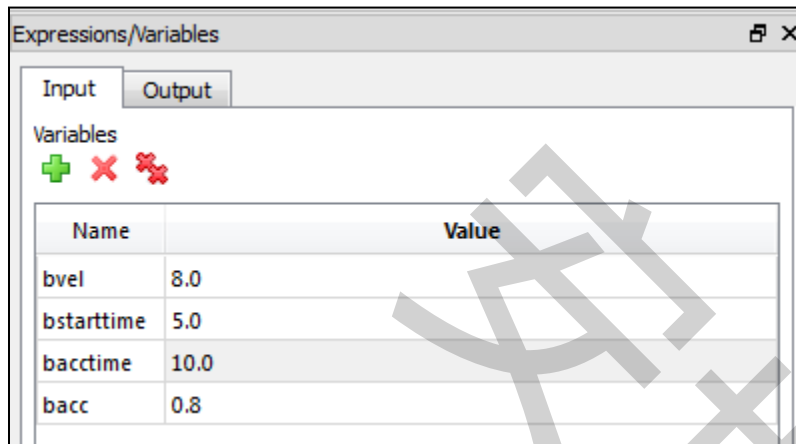 Expressions/Variables
Input Output
Variables
Name Value
bvel 8.0
bstarttime 5.0
bacctime 10.0
bacc 0.8